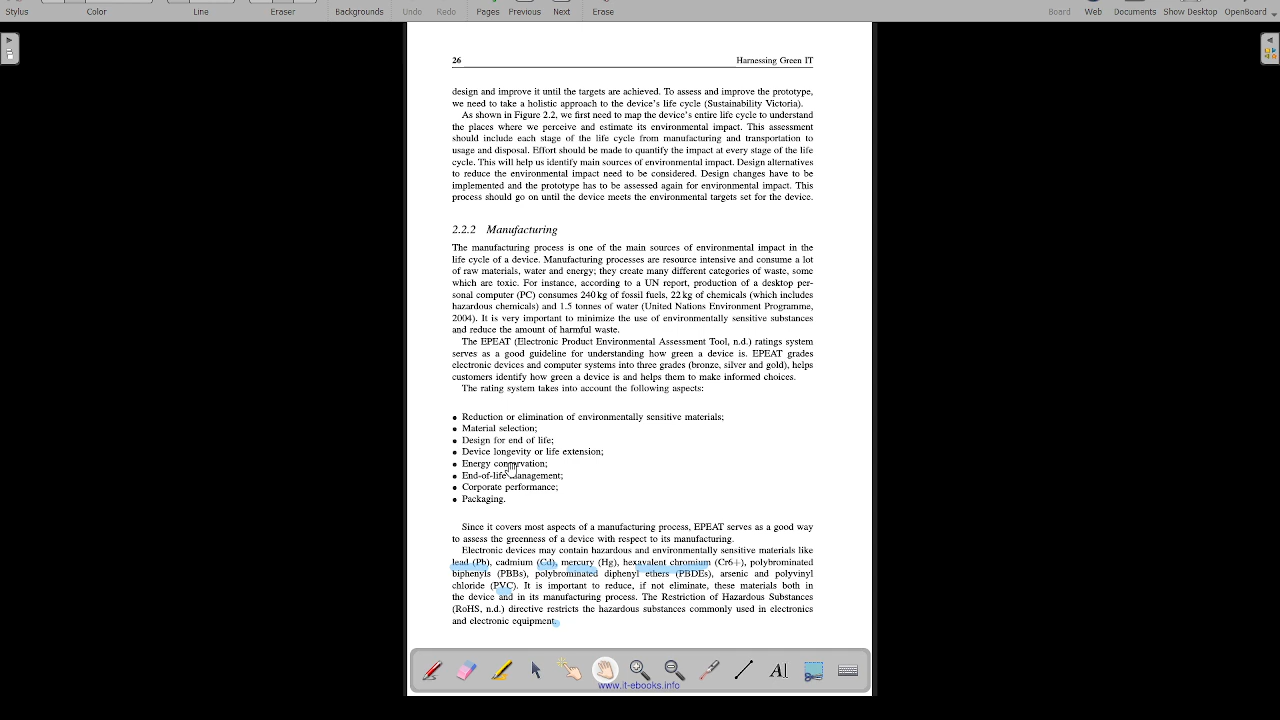 Stylus Color Line Eraser Backgrounds Undo Redo Pages Previous Next Erase Board Web Documents Show Desktop OpenBoard
26 Harnessing Green IT
design and improve it until the targets are achieved. To assess and improve the prototype,
we need to take a holistic approach to the device's life cycle (Sustainability Victoria).
As shown in Figure 2.2, we first need to map the device's entire life cycle to understand
the places where we perceive and estimate its environmental impact. This assessment
should include each stage of the life cycle from manufacturing and transportation to
usage and disposal. Effort should be made to quantify the impact at every stage of the life
cycle. This will help us identify main sources of environmental impact. Design alternatives
to reduce the environmental impact need to be considered. Design changes have to be
implemented and the prototype has to be assessed again for environmental impact. This
process should go on until the device meets the environmental targets set for the device.
2.2.2 Manufacturing
The manufacturing process is one of the main sources of environmental impact in the
life cycle of a device. Manufacturing processes are resource intensive and consume a lot
of raw materials, water and energy; they create many different categories of waste, some
which are toxic. For instance, according to a UN report, production of a desktop per-
sonal computer (PC) consumes 240 kg of fossil fuels, 22 kg of chemicals (which includes
hazardous chemicals) and 1.5 tonnes of water (United Nations Environment Programme,
2004). It is very important to minimize the use of environmentally sensitive substances
and reduce the amount of harmful waste.
The EPEAT (Electronic Product Environmental Assessment Tool, n.d.) ratings system
serves as a good guideline for understanding how green a device is. EPEAT grades
electronic devices and computer systems into three grades (bronze, silver and gold), helps
customers identify how green a device is and helps them to make informed choices.
The rating system takes into account the following aspects:
• Reduction or elimination of environmentally sensitive materials;
• Material selection;
• Design for end of life;
• Device longevity or life extension;
• Energy conservation;
• End-of-life management;
• Corporate performance;
• Packaging.
Since it covers most aspects of a manufacturing process, EPEAT serves as a good way
to assess the greenness of a device with respect to its manufacturing.
Electronic devices may contain hazardous and environmentally sensitive materials like
lead (Pb), cadmium (Cd), mercury (Hg), hexavalent chromium (Cr6+), polybrominated
biphenyls (PBBs), polybrominated diphenyl ethers (PBDEs), arsenic and polyvinyl
chloride (PVC). It is important to reduce, if not eliminate, these materials both in
the device and in its manufacturing process. The Restriction of Hazardous Substances
(RoHS, n.d.) directive restricts the hazardous substances commonly used in electronics
and electronic equipment.
AI
www.it-ebooks.info